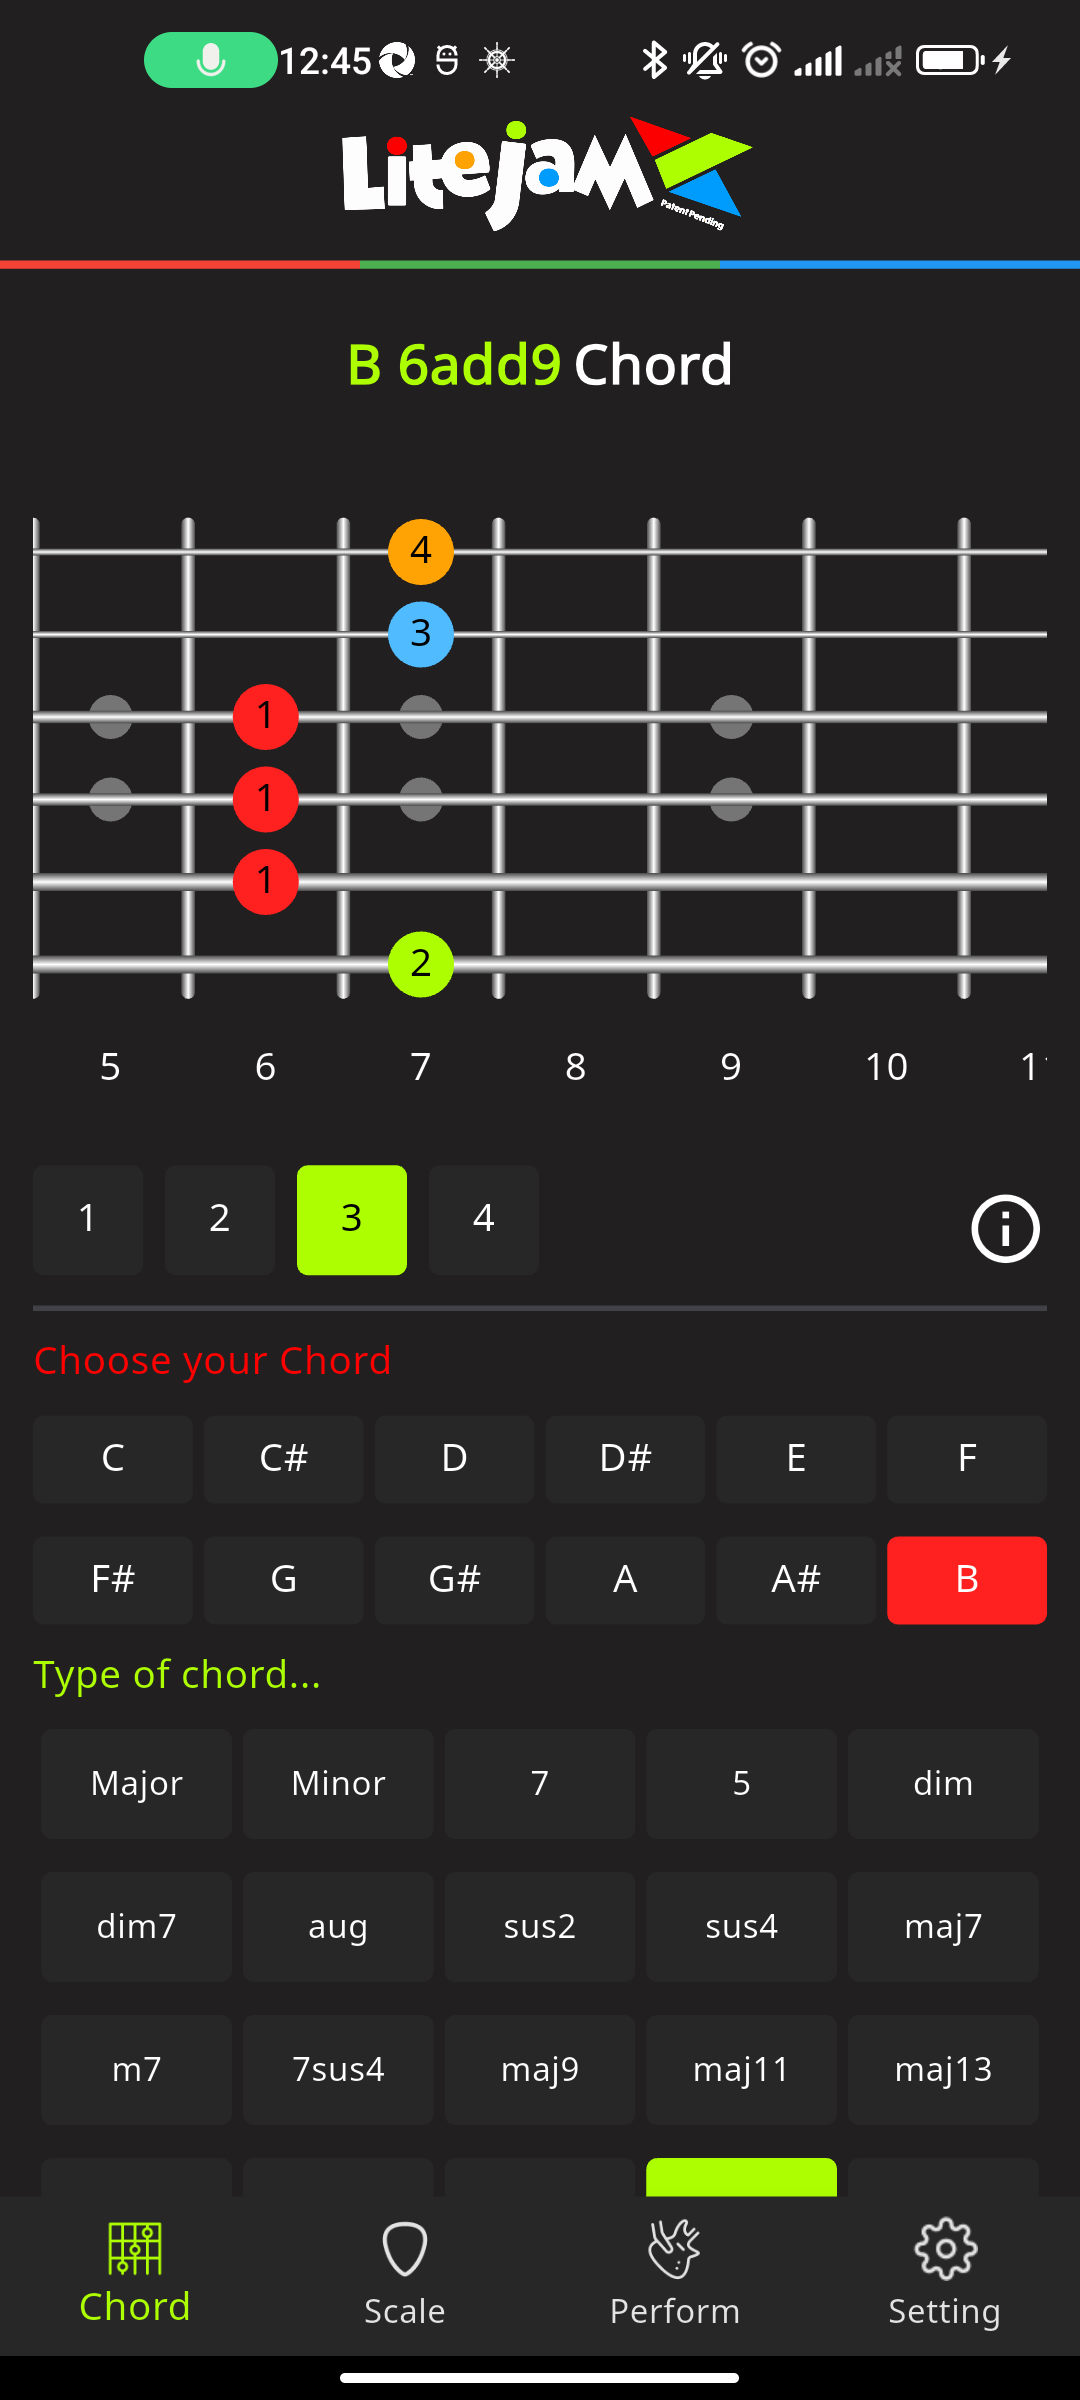 12:45
Litejam
Patent Pending
B 6add9 Chord
4
3
1
1
1
2
5 6 7 8 9 10
1 2 3 4
Choose your Chord
C C# D D# E F
F# G G# A A# B
Type of chord...
Major Minor 7 5 dim
dim7 aug sus2 sus4 maj7
m7 7sus4 maj9 maj11 maj13
Chord Scale Perform Setting